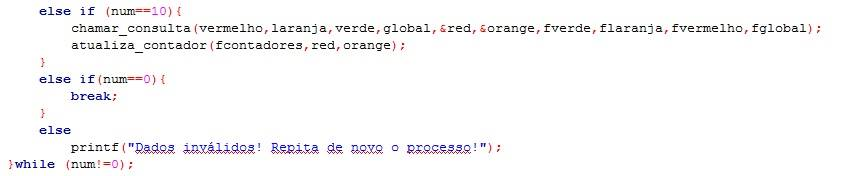 else if (num==10){
chamar_consulta(vermelho,laranja,verde,global,&red,&orange,fverde,flaranja,fvermelho,fglobal);
atualiza_contador(fcontadores,red,orange);
}
else if(num==0){
break;
}
else
printf("Dados inválidos! Repita de novo o processo!");
}while (num!=0);